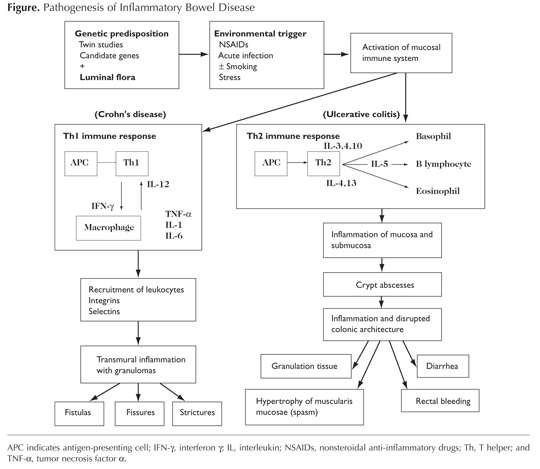 Figure. Pathogenesis of Inflammatory Bowel Disease
Genetic predisposition
Twin studies
Candidate genes
+
Luminal flora
Environmental trigger
NSAIDs
Acute infection
± Smoking
Stress
Activation of mucosal
immune system
(Crohn's disease)
Th1 immune response
APC
Th1
IL-12
IFN-γ
Macrophage
TNF-α
IL-1
IL-6
(Ulcerative colitis)
Th2 immune response
IL-3,4,10
APC
Th2
IL-5
IL-4,13
Basophil
B lymphocyte
Eosinophil
Recruitment of leukocytes
Integrins
Selectins
Transmural inflammation
with granulomas
Fistulas
Fissures
Strictures
Inflammation of mucosa and
submucosa
Crypt abscesses
Inflammation and disrupted
colonic architecture
Granulation tissue
Diarrhea
Hypertrophy of muscularis
mucosae (spasm)
Rectal bleeding
APC indicates antigen-presenting cell; IFN-γ, interferon γ; IL, interleukin; NSAIDs, nonsteroidal anti-inflammatory drugs; Th, T helper; and
TNF-α, tumor necrosis factor α.